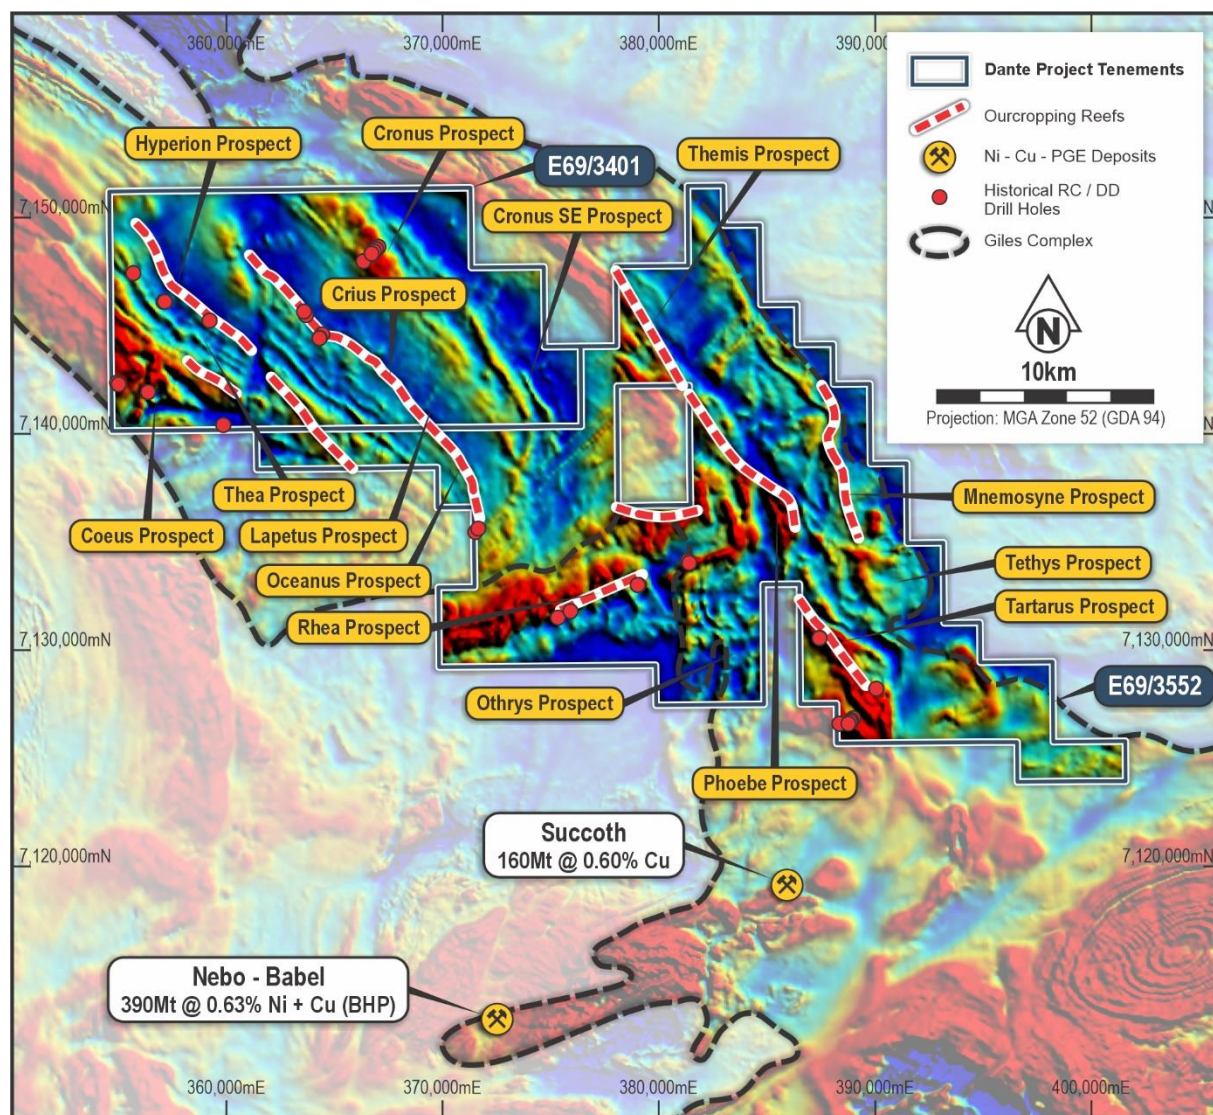 360,000mE
370,000mE
380,000mE
390,000
Dante Project Tenements
Ourcropping Reefs
Ni - Cu - PGE Deposits
Historical RC / DD
Drill Holes
Giles Complex
N
10km
Projection: MGA Zone 52 (GDA 94)
Hyperion Prospect
Cronus Prospect
E69/3401
Themis Prospect
7,150,000mN
Cronus SE Prospect
Crius Prospect
7,140,000mN
Thea Prospect
Mnemosyne Prospect
Coeus Prospect
Lapetus Prospect
Oceanus Prospect
Tethys Prospect
Rhea Prospect
Tartarus Prospect
7,130,000mN
7,130,000mN
E69/3552
Othrys Prospect
Phoebe Prospect
Succoth
160Mt @ 0.60% Cu
7,120,000mN
7,120,000mN
Nebo - Babel
390Mt @ 0.63% Ni + Cu (BHP)
360,000mE
370,000mE
380,000mE
390,000mE
400,000mE